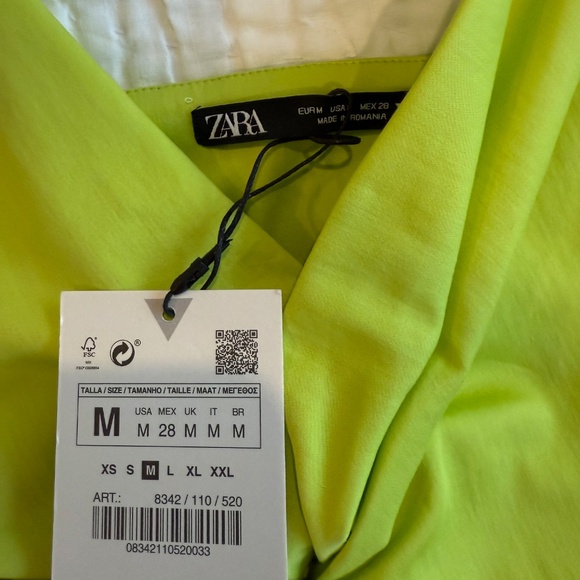 ZARA
EUR M USA MEX 28
MADE IN ROMANIA
FSC
TALLA / SIZE / TAMANHO / TAILLE / MAAT / ΜΕΓΕΘΟΣ
M
USA MEX UK IT BR
M 28 M M M
XS S M L XL XXL
ART.: 8342 / 110 / 520
08342110520033